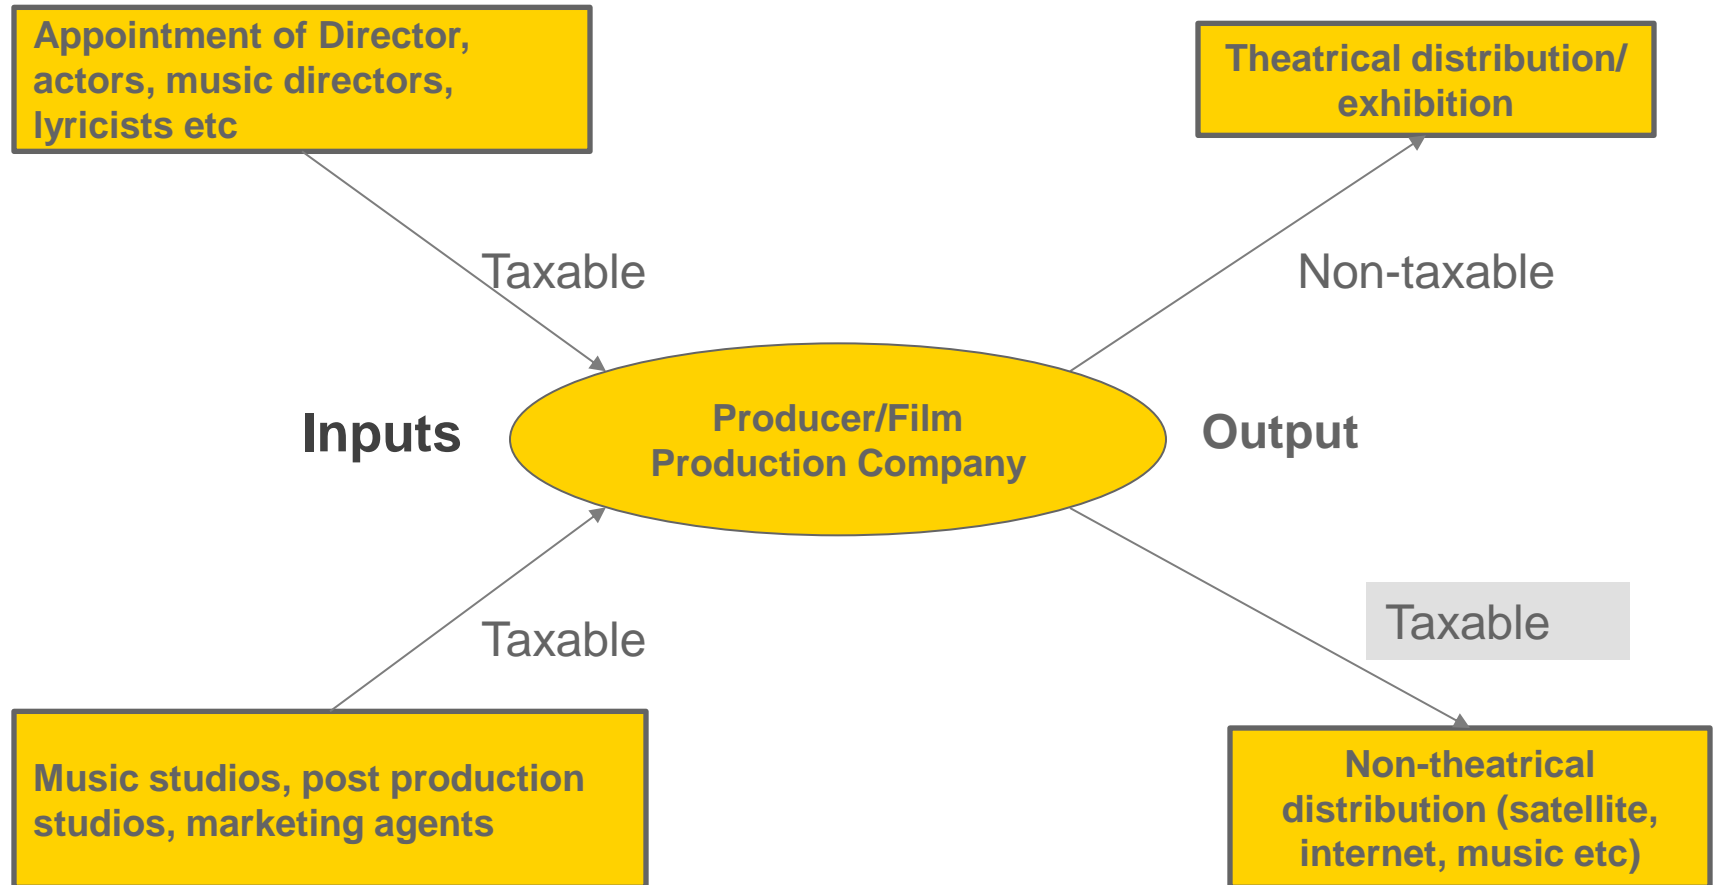 Appointment of Director,
actors, music directors,
lyricists etc
Theatrical distribution/
exhibition
Taxable
Non-taxable
Inputs
Producer/Film
Production Company
Output
Taxable
Taxable
Music studios, post production
studios, marketing agents
Non-theatrical
distribution (satellite,
internet, music etc)